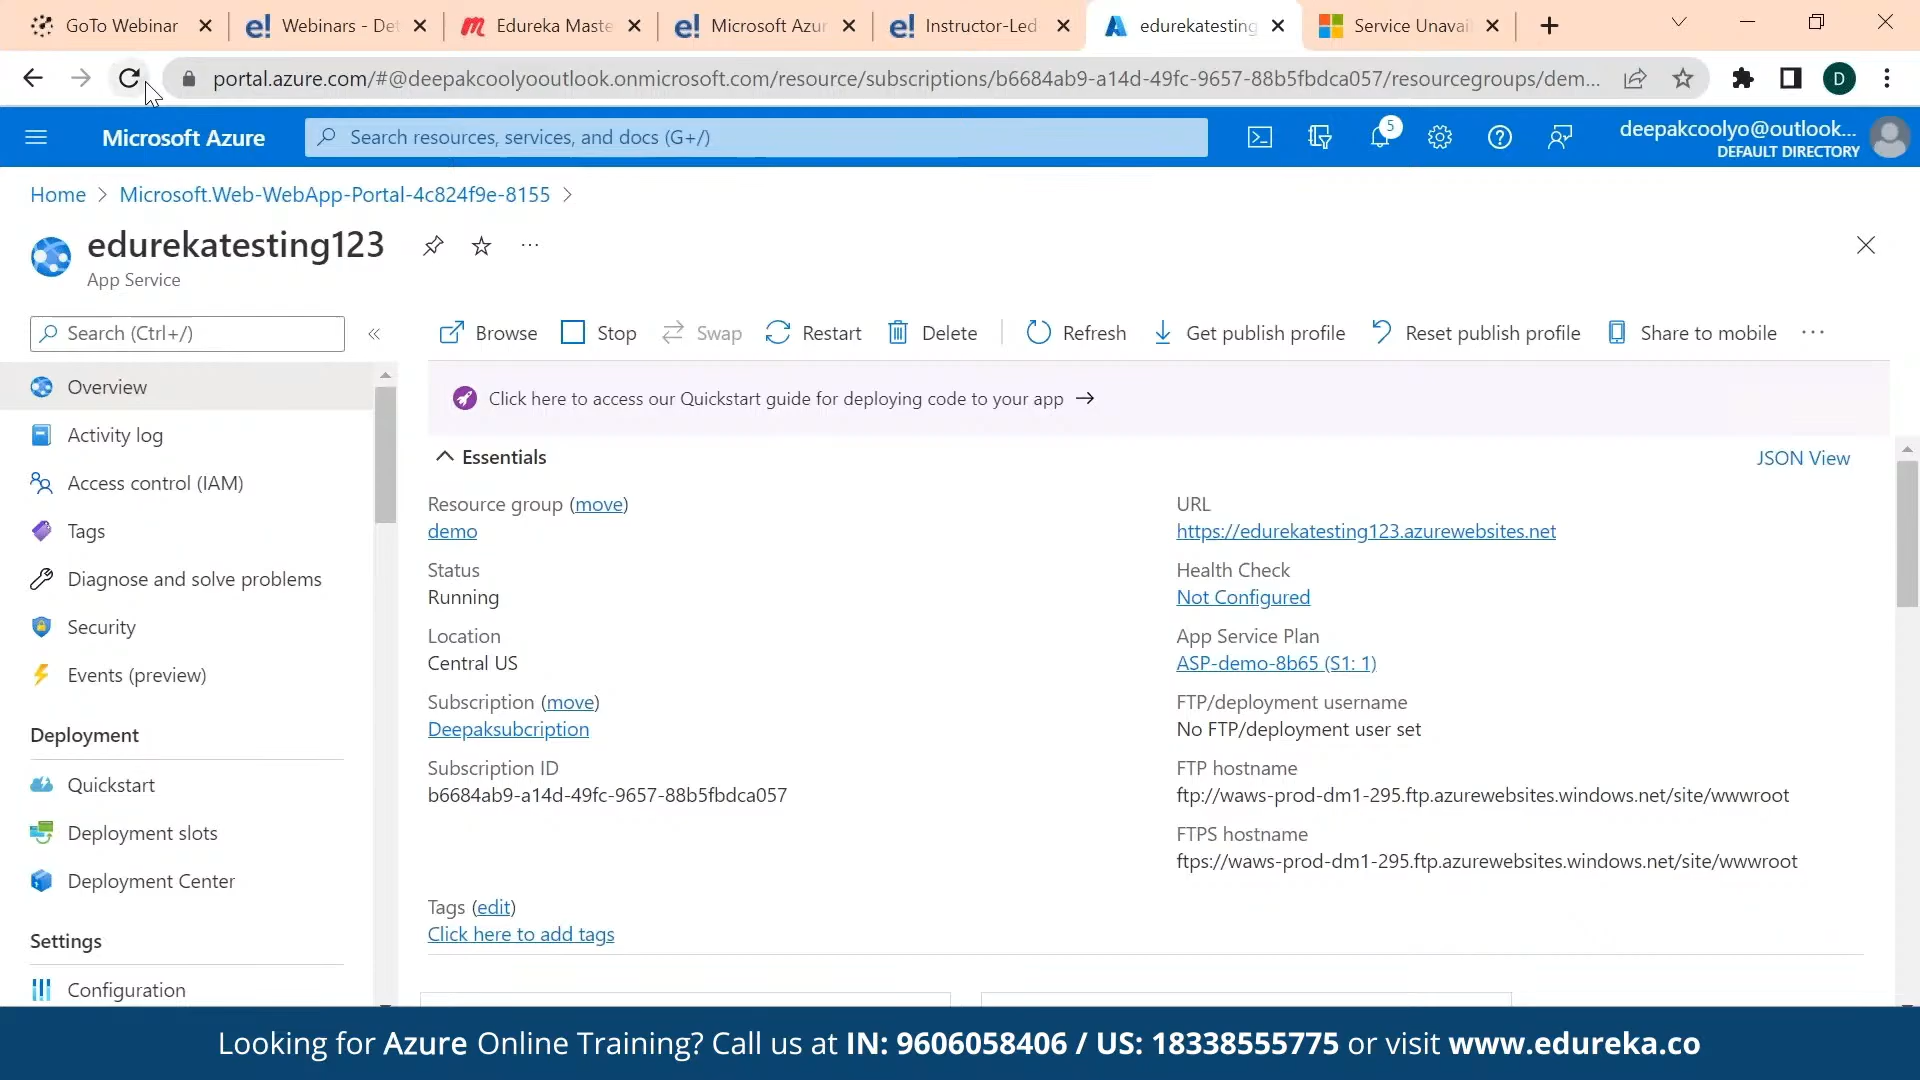 GoTo Webinar
Webinars - Det
Edureka Maste
Microsoft Azur
Instructor-Led
edurekatesting
Service Unavail
portal.azure.com/#@deepakcoolyooutlook.onmicrosoft.com/resource/subscriptions/b6684ab9-a14d-49fc-9657-88b5fbdca057/resourcegroups/dem...
D
Microsoft Azure
Search resources, services, and docs (G+/)
5
deepakcoolyo@outlook...
DEFAULT DIRECTORY
Home > Microsoft.Web-WebApp-Portal-4c824f9e-8155 >
edurekatesting123
App Service
Search (Ctrl+/)
Browse Stop Swap Restart Delete Refresh Get publish profile Reset publish profile Share to mobile ...
Overview
Activity log
Access control (IAM)
Tags
Diagnose and solve problems
Security
Events (preview)
Deployment
Quickstart
Deployment slots
Deployment Center
Settings
Configuration
Click here to access our Quickstart guide for deploying code to your app →
Essentials
JSON View
Resource group (move)
demo
Status
Running
Location
Central US
Subscription (move)
Deepaksubcription
Subscription ID
b6684ab9-a14d-49fc-9657-88b5fbdca057
URL
https://edurekatesting123.azurewebsites.net
Health Check
Not Configured
App Service Plan
ASP-demo-8b65 (S1: 1)
FTP/deployment username
No FTP/deployment user set
FTP hostname
ftp://waws-prod-dm1-295.ftp.azurewebsites.windows.net/site/wwwroot
FTPS hostname
ftps://waws-prod-dm1-295.ftp.azurewebsites.windows.net/site/wwwroot
Tags (edit)
Click here to add tags
Looking for Azure Online Training? Call us at IN: 9606058406 / US: 18338555775 or visit www.edureka.co